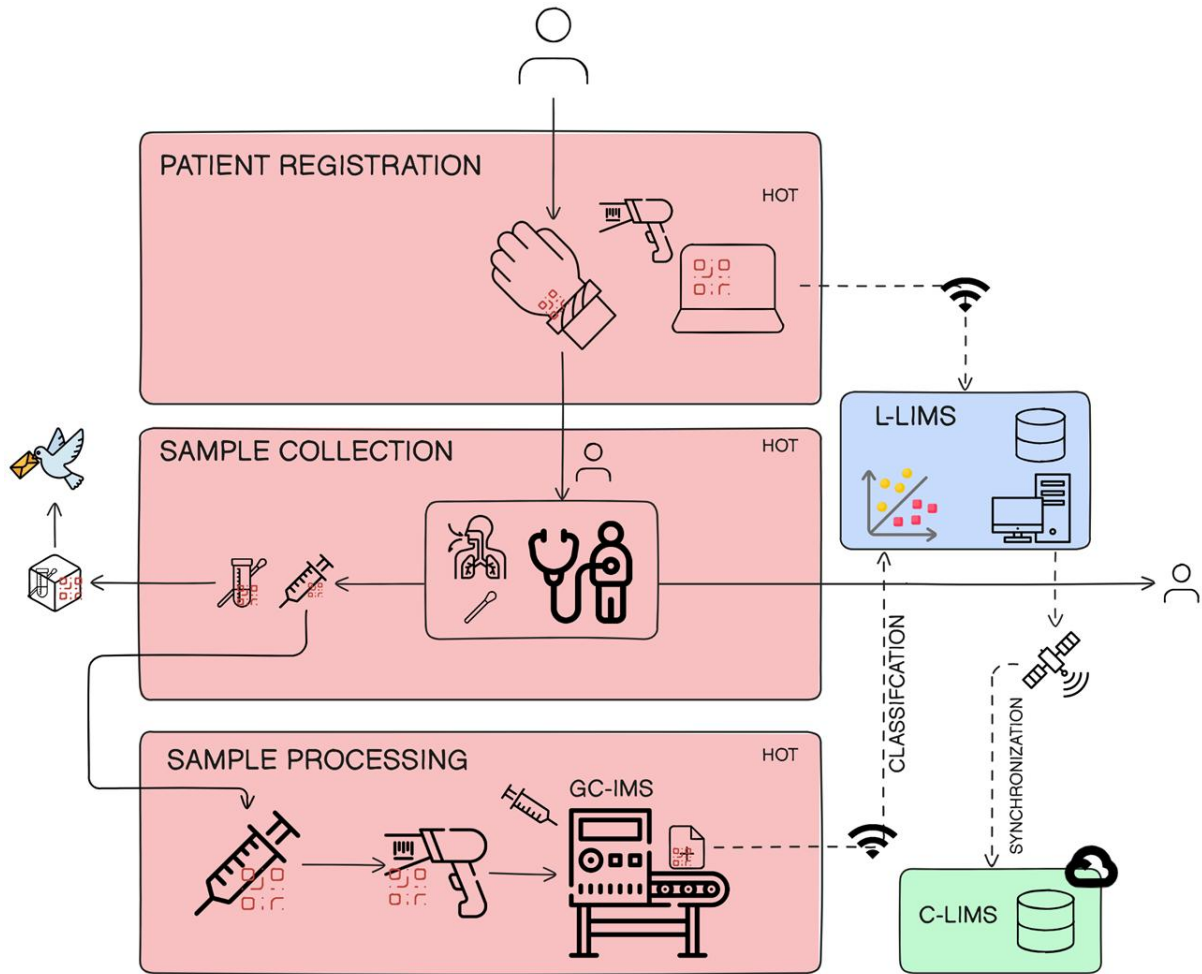 PATIENT REGISTRATION
HOT
L-LIMS
SAMPLE COLLECTION
HOT
CLASSIFCATION
SYNCHRONIZATION
SAMPLE PROCESSING
HOT
GC-IMS
C-LIMS